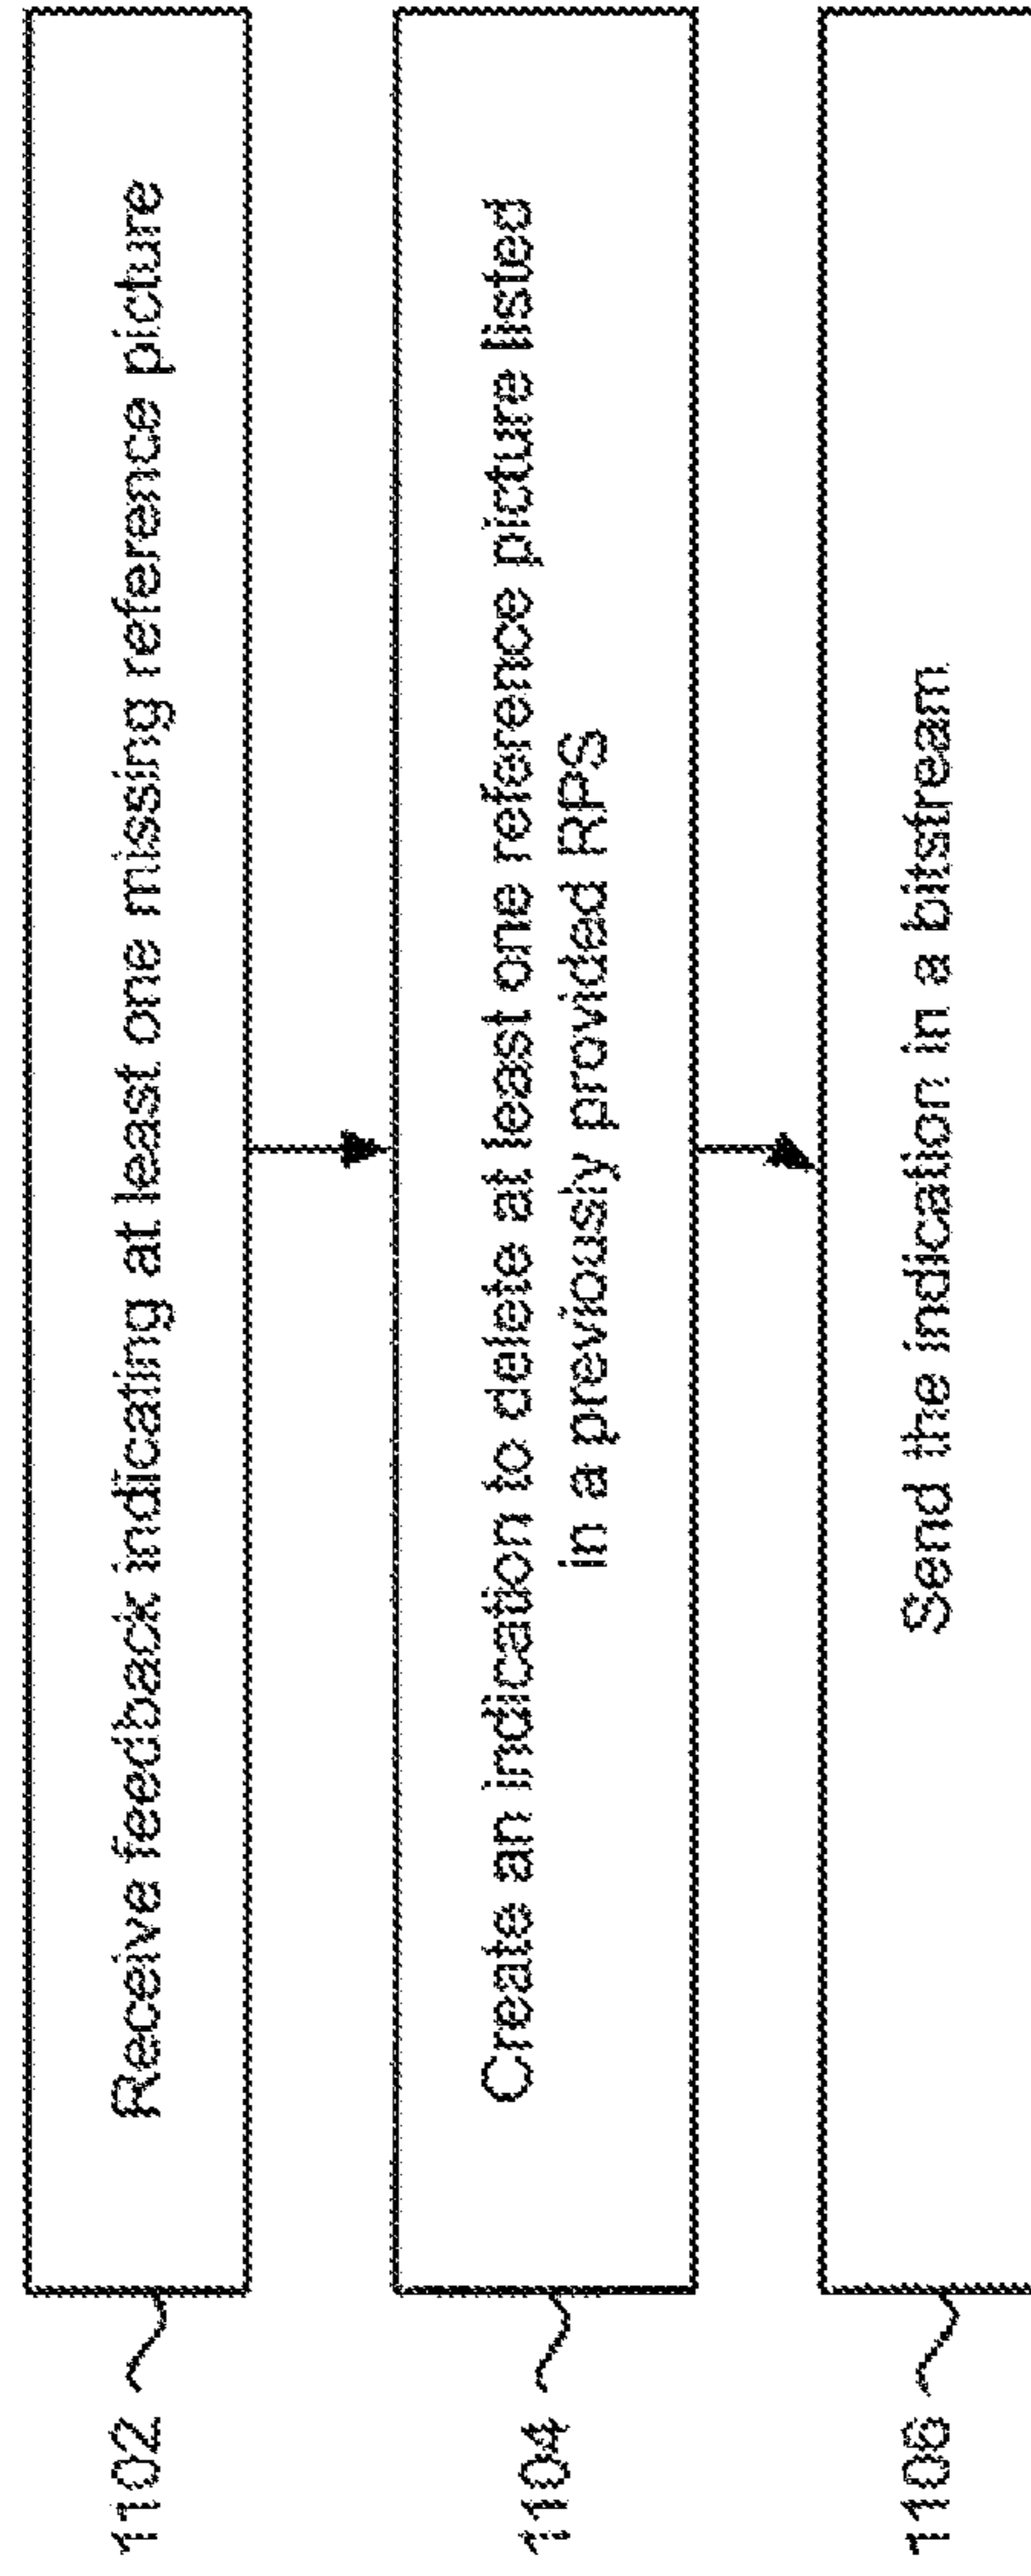 1102
Receive feedback indicating at least one missing reference picture
1104
Create an indication to delete at least one reference picture listed
in a previously provided RPS
1106
Send the indication in a bitstream